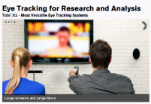 Eye Tracking for Research and Analysis
Tobii X2 - Most Versatile Eye Tracking Systems
Large screens and projections